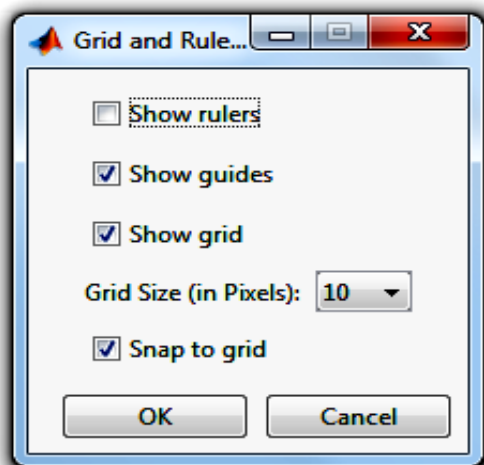 Grid and Rule...
Show rulers
Show guides
Show grid
Grid Size (in Pixels): 10
Snap to grid
OK Cancel